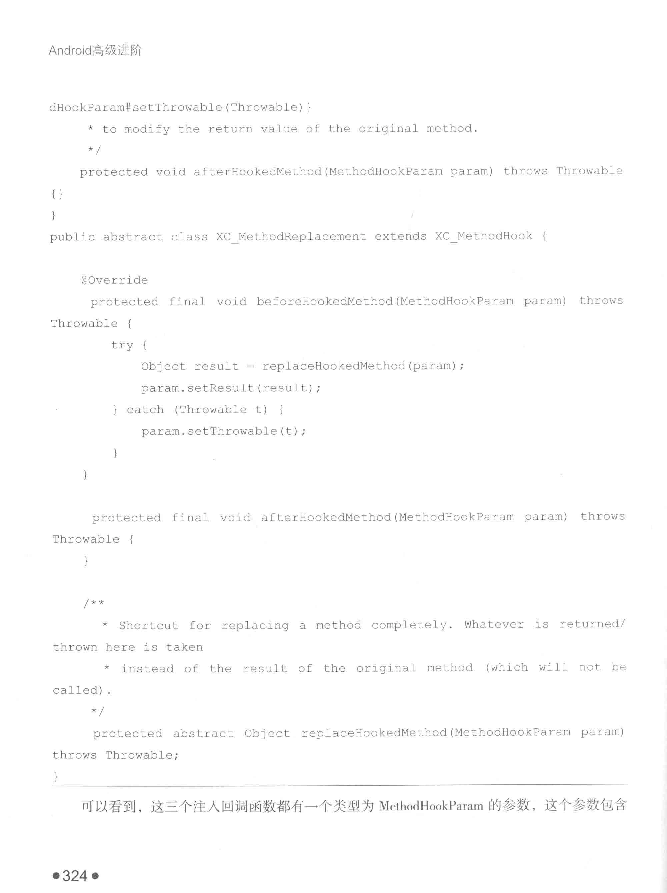 Android高级进阶
dHookParam#setThrowable(Throwable)}
* to modify the return value of the original method.
*/
protected void afterHookedMethod(MethodHookParam param) throws Throwable
{}
}
public abstract class XC_MethodReplacement extends XC_MethodHook {
@Override
protected final void beforeHookedMethod(MethodHookParam param) throws
Throwable {
try {
Object result = replaceHookedMethod(param);
param.setResult(result);
} catch (Throwable t) {
param.setThrowable(t);
}
}
protected final void afterHookedMethod(MethodHookParam param) throws
Throwable {
}
/**
* Shortcut for replacing a method completely. Whatever is returned/
thrown here is taken
* instead of the result of the original method (which will not be
called).
*/
protected abstract Object replaceHookedMethod(MethodHookParam param)
throws Throwable;
}
可以看到，这三个注入回调函数都有一个类型为 MethodHookParam 的参数，这个参数包含
●324●